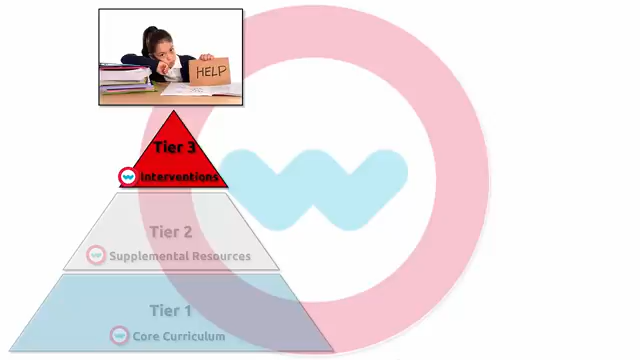 HELP
Tier 3
Interventions
Tier 2
Supplemental Resources
Tier 1
Core Curriculum